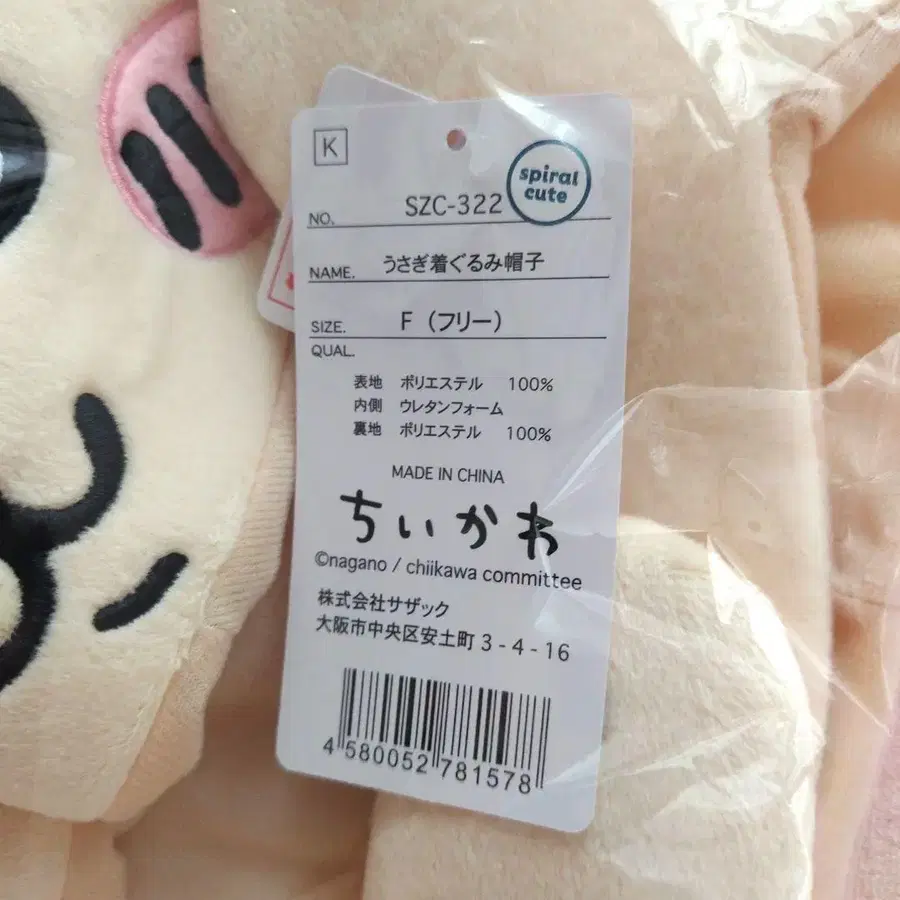 K
spiral
cute
NO. SZC-322
NAME. うさぎ着ぐるみ帽子
SIZE. F（フリー）
QUAL.
表地 ポリエステル 100%
内側 ウレタンフォーム
裏地 ポリエステル 100%
MADE IN CHINA
ちいかわ
©nagano / chiikawa committee
株式会社サザック
大阪市中央区安土町 3 - 4 - 16
4 580052 781578